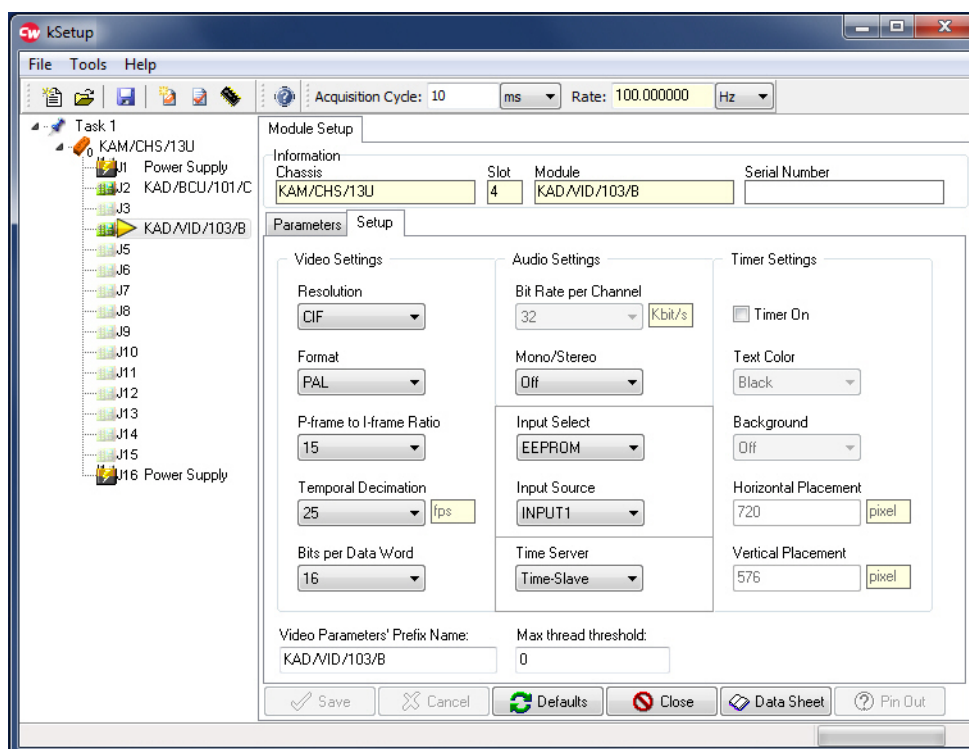 kSetup
File Tools Help
Acquisition Cycle: 10 ms Rate: 100.000000 Hz
Task 1
0 KAM/CHS/13U
J1 Power Supply
J2 KAD/BCU/101/C
J3
KAD/VID/103/B
J5
J6
J7
J8
J9
J10
J11
J12
J13
J14
J15
J16 Power Supply
Module Setup
Information
Chassis Slot Module Serial Number
KAM/CHS/13U 4 KAD/VID/103/B
Parameters Setup
Video Settings Audio Settings Timer Settings
Resolution Bit Rate per Channel
CIF 32 Kbit/s Timer On
Format Mono/Stereo Text Color
PAL Off Black
P-frame to I-frame Ratio Input Select Background
15 EEPROM Off
Temporal Decimation Input Source Horizontal Placement
25 fps INPUT1 720 pixel
Bits per Data Word Time Server Vertical Placement
16 Time-Slave 576 pixel
Video Parameters' Prefix Name: Max thread threshold:
KAD/VID/103/B 0
Save Cancel Defaults Close Data Sheet Pin Out